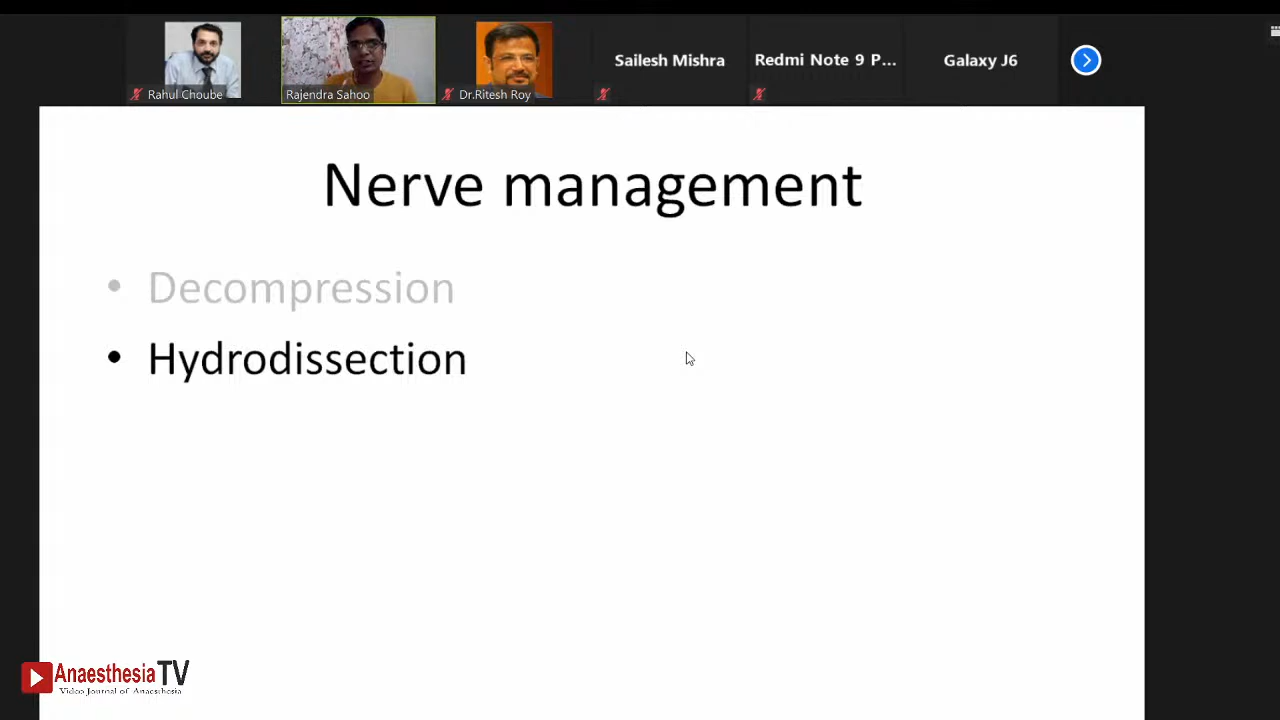 Rahul Choube
Rajendra Sahoo
Dr.Ritesh Roy
Sailesh Mishra
Redmi Note 9 P...
Galaxy J6
Nerve management
• Decompression
• Hydrodissection
AnaesthesiaTV
Video Journal of Anaesthesia